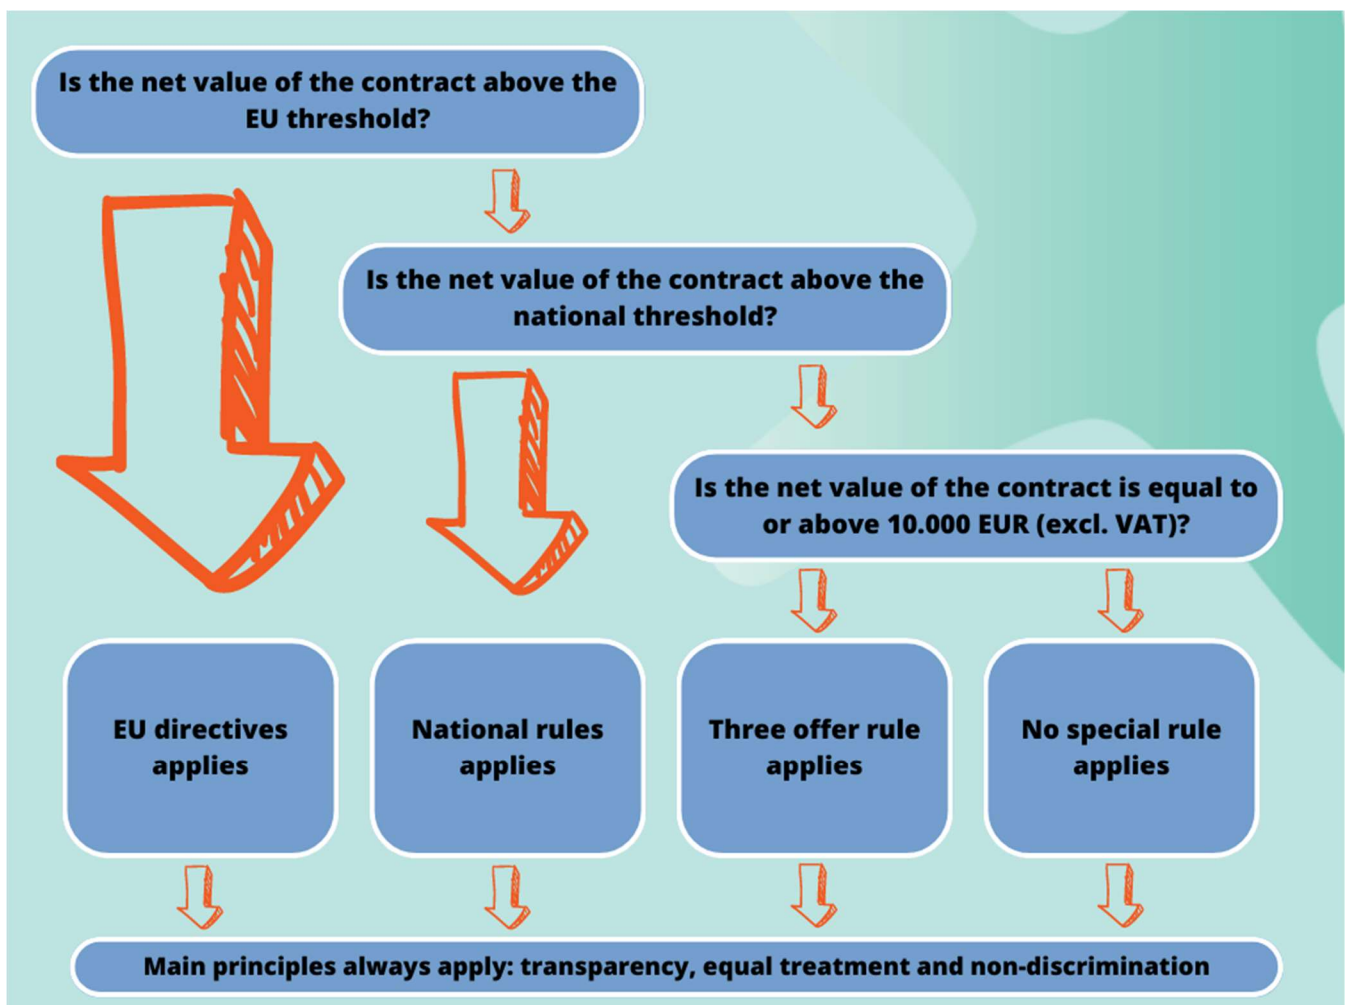 Is the net value of the contract above the
EU threshold?
Is the net value of the contract above the
national threshold?
Is the net value of the contract is equal to
or above 10.000 EUR (excl. VAT)?
EU directives
applies
National rules
applies
Three offer rule
applies
No special rule
applies
Main principles always apply: transparency, equal treatment and non-discrimination